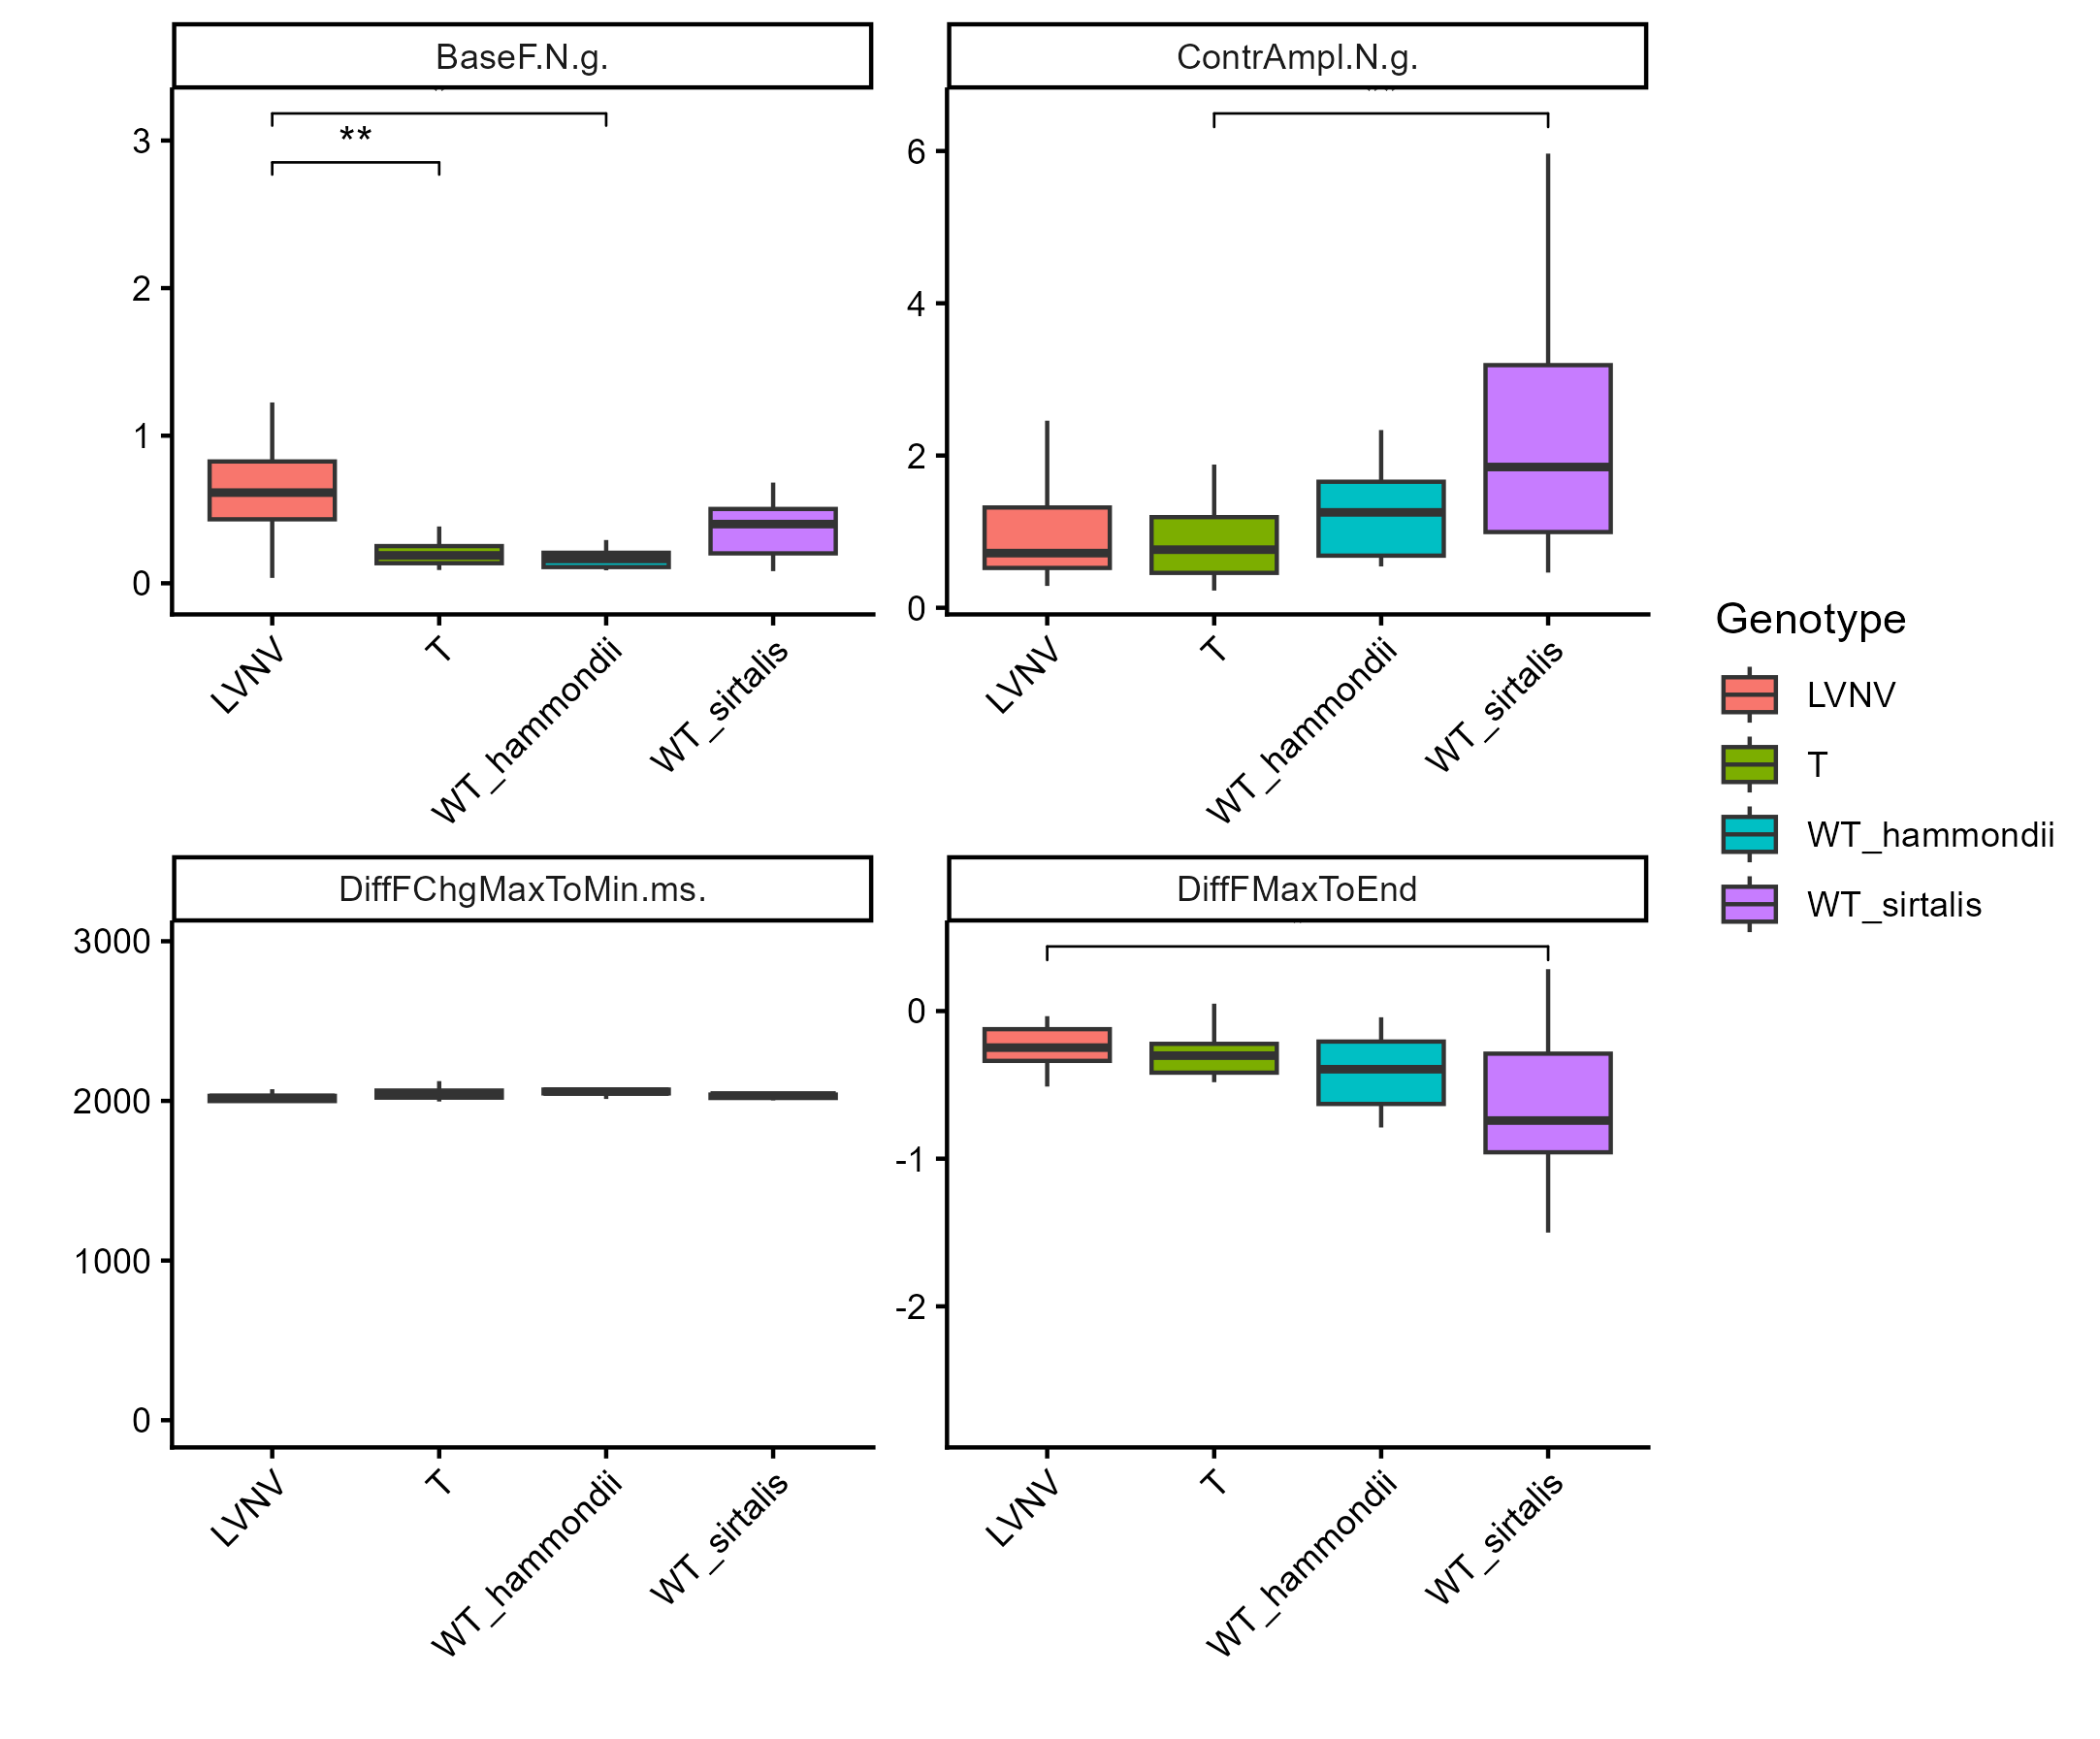 BaseF.N.g.
ContrAmpl.N.g.
3
2
1
0
**
6
4
2
0
LVNV
T
WT_hammondii
WT_sirtalis
LVNV
T
WT_hammondii
WT_sirtalis
Genotype
LVNV
T
WT_hammondii
WT_sirtalis
DiffFChgMaxToMin.ms.
DiffFMaxToEnd
3000
2000
1000
0
0
-1
-2
LVNV
T
WT_hammondii
WT_sirtalis
LVNV
T
WT_hammondii
WT_sirtalis